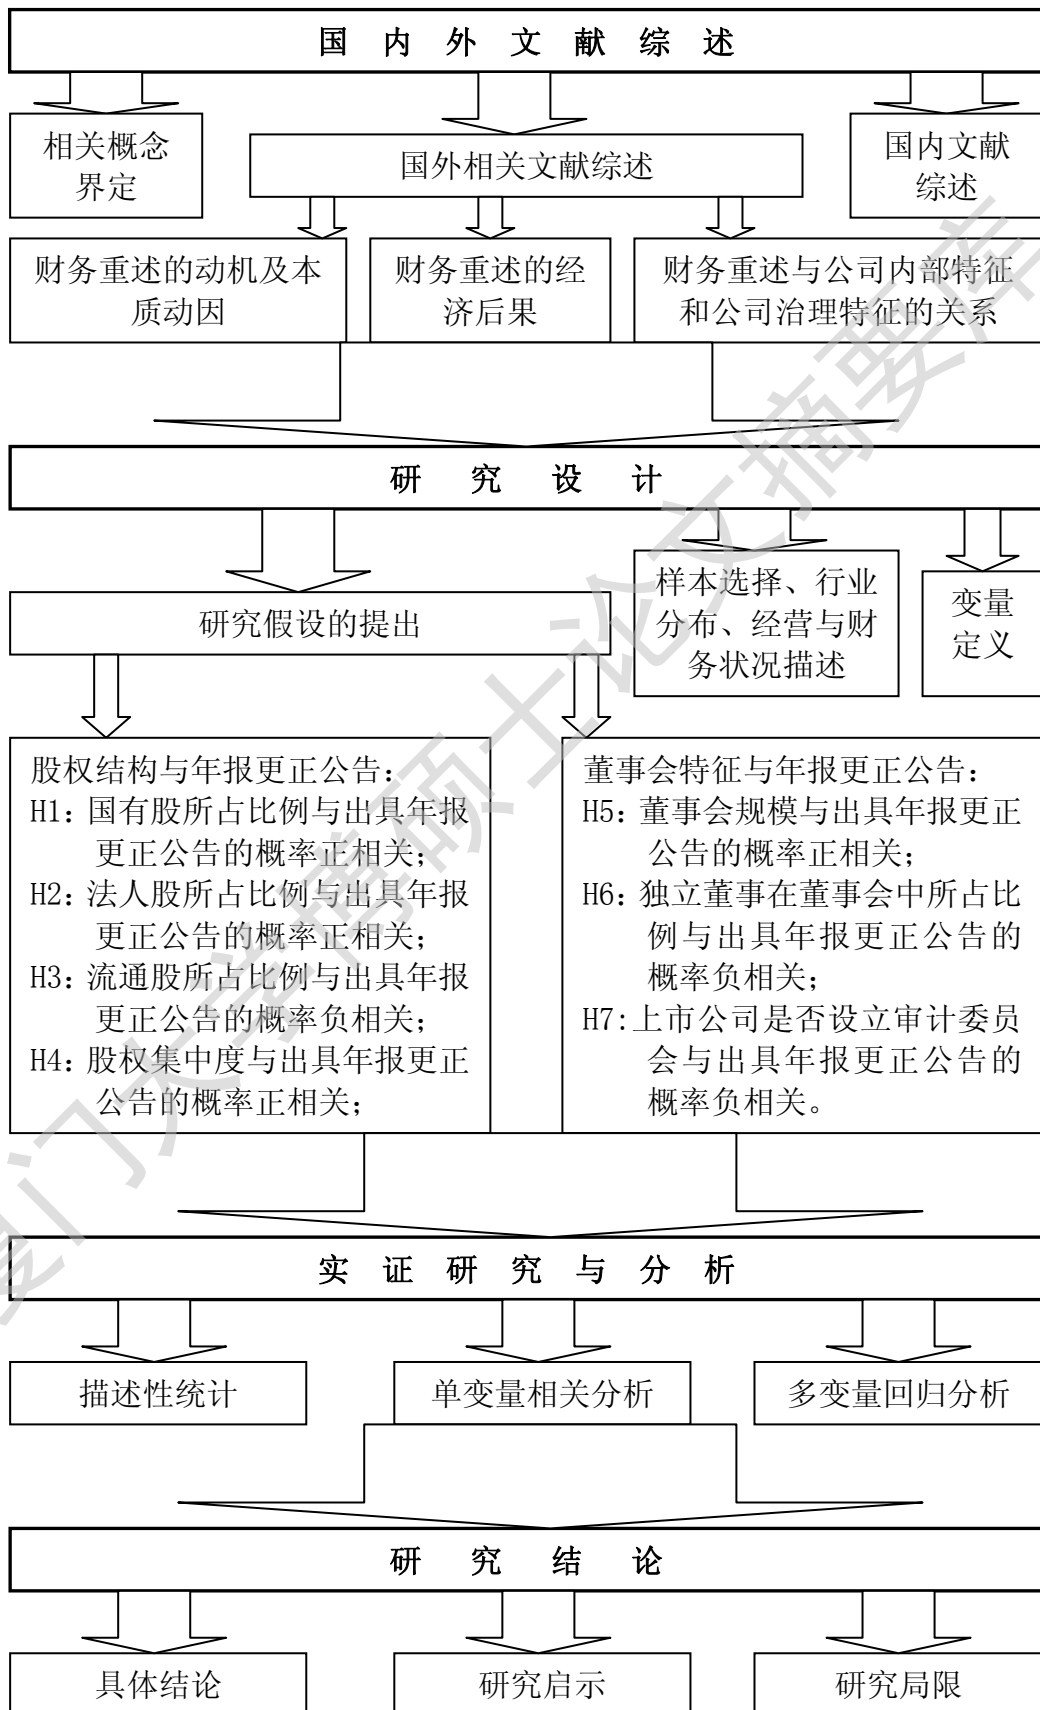 国 内 外 文 献 综 述
相关概念
界定
国外相关文献综述
国内文献
综述
财务重述的动机及本
质动因
财务重述的经
济后果
财务重述与公司内部特征
和公司治理特征的关系
研 究 设 计
研究假设的提出
样本选择、行业
分布、经营与财
务状况描述
变量
定义
股权结构与年报更正公告：
H1：国有股所占比例与出具年报
更正公告的概率正相关；
H2：法人股所占比例与出具年报
更正公告的概率正相关；
H3：流通股所占比例与出具年报
更正公告的概率负相关；
H4：股权集中度与出具年报更正
公告的概率正相关；
董事会特征与年报更正公告：
H5：董事会规模与出具年报更正
公告的概率正相关；
H6：独立董事在董事会中所占比
例与出具年报更正公告的
概率负相关；
H7:上市公司是否设立审计委员
会与出具年报更正公告的
概率负相关。
实 证 研 究 与 分 析
描述性统计
单变量相关分析
多变量回归分析
研 究 结 论
具体结论
研究启示
研究局限
厦门大学博硕士论文摘要库